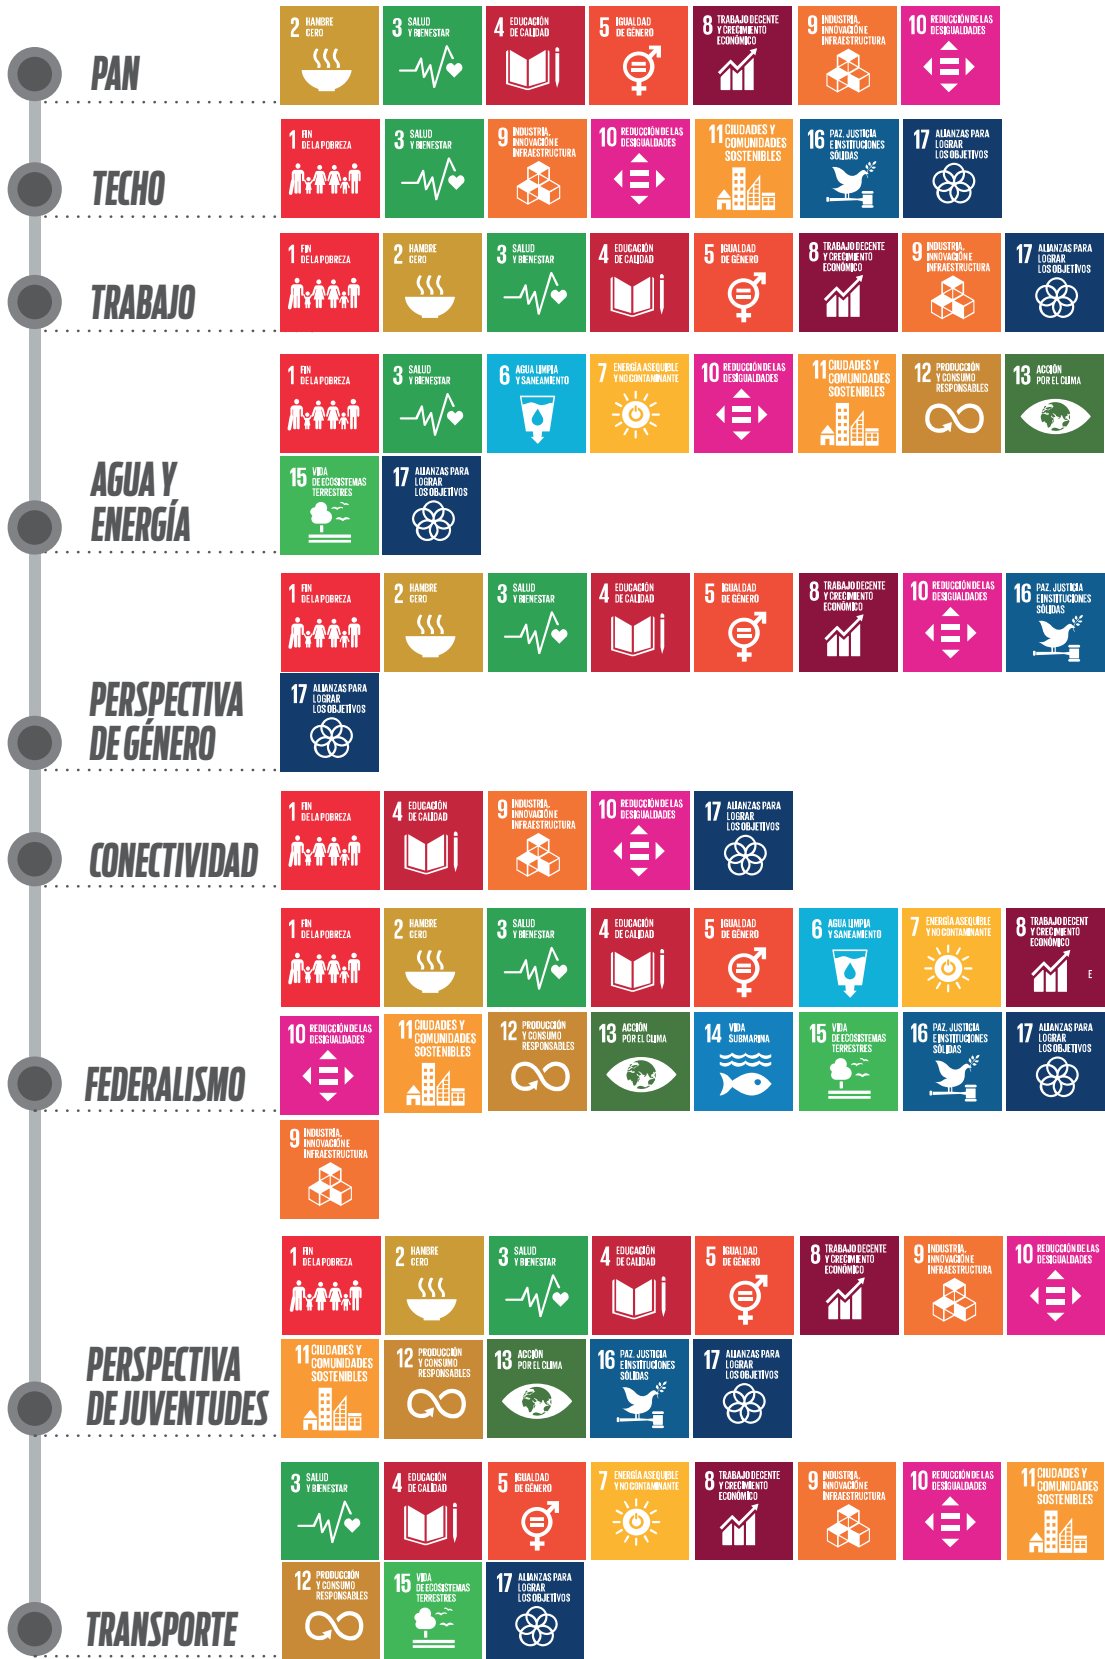 PAN
2 HAMBRE
CERO
3 SALUD
Y BIENESTAR
4 EDUCACIÓN
DE CALIDAD
5 IGUALDAD
DE GÉNERO
8 TRABAJO DECENTE
Y CRECIMIENTO
ECONÓMICO
9 INDUSTRIA,
INNOVACIÓN E
INFRAESTRUCTURA
10 REDUCCIÓN DE LAS
DESIGUALDADES
TECHO
1 FIN
DE LA POBREZA
3 SALUD
Y BIENESTAR
9 INDUSTRIA,
INNOVACIÓN E
INFRAESTRUCTURA
10 REDUCCIÓN DE LAS
DESIGUALDADES
11 CIUDADES Y
COMUNIDADES
SOSTENIBLES
16 PAZ, JUSTICIA
E INSTITUCIONES
SÓLIDAS
17 ALIANZAS PARA
LOGRAR
LOS OBJETIVOS
TRABAJO
1 FIN
DE LA POBREZA
2 HAMBRE
CERO
3 SALUD
Y BIENESTAR
4 EDUCACIÓN
DE CALIDAD
5 IGUALDAD
DE GÉNERO
8 TRABAJO DECENTE
Y CRECIMIENTO
ECONÓMICO
9 INDUSTRIA,
INNOVACIÓN E
INFRAESTRUCTURA
17 ALIANZAS PARA
LOGRAR
LOS OBJETIVOS
AGUA Y
ENERGÍA
1 FIN
DE LA POBREZA
3 SALUD
Y BIENESTAR
6 AGUA LIMPIA
Y SANEAMIENTO
7 ENERGÍA ASEQUIBLE
Y NO CONTAMINANTE
10 REDUCCIÓN DE LAS
DESIGUALDADES
11 CIUDADES Y
COMUNIDADES
SOSTENIBLES
12 PRODUCCIÓN
Y CONSUMO
RESPONSABLES
13 ACCIÓN
POR EL CLIMA
15 VIDA
DE ECOSISTEMAS
TERRESTRES
17 ALIANZAS PARA
LOGRAR
LOS OBJETIVOS
PERSPECTIVA
DE GÉNERO
1 FIN
DE LA POBREZA
2 HAMBRE
CERO
3 SALUD
Y BIENESTAR
4 EDUCACIÓN
DE CALIDAD
5 IGUALDAD
DE GÉNERO
8 TRABAJO DECENTE
Y CRECIMIENTO
ECONÓMICO
10 REDUCCIÓN DE LAS
DESIGUALDADES
16 PAZ, JUSTICIA
E INSTITUCIONES
SÓLIDAS
17 ALIANZAS PARA
LOGRAR
LOS OBJETIVOS
CONECTIVIDAD
1 FIN
DE LA POBREZA
4 EDUCACIÓN
DE CALIDAD
9 INDUSTRIA,
INNOVACIÓN E
INFRAESTRUCTURA
10 REDUCCIÓN DE LAS
DESIGUALDADES
17 ALIANZAS PARA
LOGRAR
LOS OBJETIVOS
FEDERALISMO
1 FIN
DE LA POBREZA
2 HAMBRE
CERO
3 SALUD
Y BIENESTAR
4 EDUCACIÓN
DE CALIDAD
5 IGUALDAD
DE GÉNERO
6 AGUA LIMPIA
Y SANEAMIENTO
7 ENERGÍA ASEQUIBLE
Y NO CONTAMINANTE
8 TRABAJO DECENT
Y CRECIMIENTO
ECONÓMICO
E
10 REDUCCIÓN DE LAS
DESIGUALDADES
11 CIUDADES Y
COMUNIDADES
SOSTENIBLES
12 PRODUCCIÓN
Y CONSUMO
RESPONSABLES
13 ACCIÓN
POR EL CLIMA
14 VIDA
SUBMARINA
15 VIDA
DE ECOSISTEMAS
TERRESTRES
16 PAZ, JUSTICIA
E INSTITUCIONES
SÓLIDAS
17 ALIANZAS PARA
LOGRAR
LOS OBJETIVOS
9 INDUSTRIA,
INNOVACIÓN E
INFRAESTRUCTURA
PERSPECTIVA
DE JUVENTUDES
1 FIN
DE LA POBREZA
2 HAMBRE
CERO
3 SALUD
Y BIENESTAR
4 EDUCACIÓN
DE CALIDAD
5 IGUALDAD
DE GÉNERO
8 TRABAJO DECENTE
Y CRECIMIENTO
ECONÓMICO
9 INDUSTRIA,
INNOVACIÓN E
INFRAESTRUCTURA
10 REDUCCIÓN DE LAS
DESIGUALDADES
11 CIUDADES Y
COMUNIDADES
SOSTENIBLES
12 PRODUCCIÓN
Y CONSUMO
RESPONSABLES
13 ACCIÓN
POR EL CLIMA
16 PAZ, JUSTICIA
E INSTITUCIONES
SÓLIDAS
17 ALIANZAS PARA
LOGRAR
LOS OBJETIVOS
TRANSPORTE
3 SALUD
Y BIENESTAR
4 EDUCACIÓN
DE CALIDAD
5 IGUALDAD
DE GÉNERO
7 ENERGÍA ASEQUIBLE
Y NO CONTAMINANTE
8 TRABAJO DECENTE
Y CRECIMIENTO
ECONÓMICO
9 INDUSTRIA,
INNOVACIÓN E
INFRAESTRUCTURA
10 REDUCCIÓN DE LAS
DESIGUALDADES
11 CIUDADES Y
COMUNIDADES
SOSTENIBLES
12 PRODUCCIÓN
Y CONSUMO
RESPONSABLES
15 VIDA
DE ECOSISTEMAS
TERRESTRES
17 ALIANZAS PARA
LOGRAR
LOS OBJETIVOS